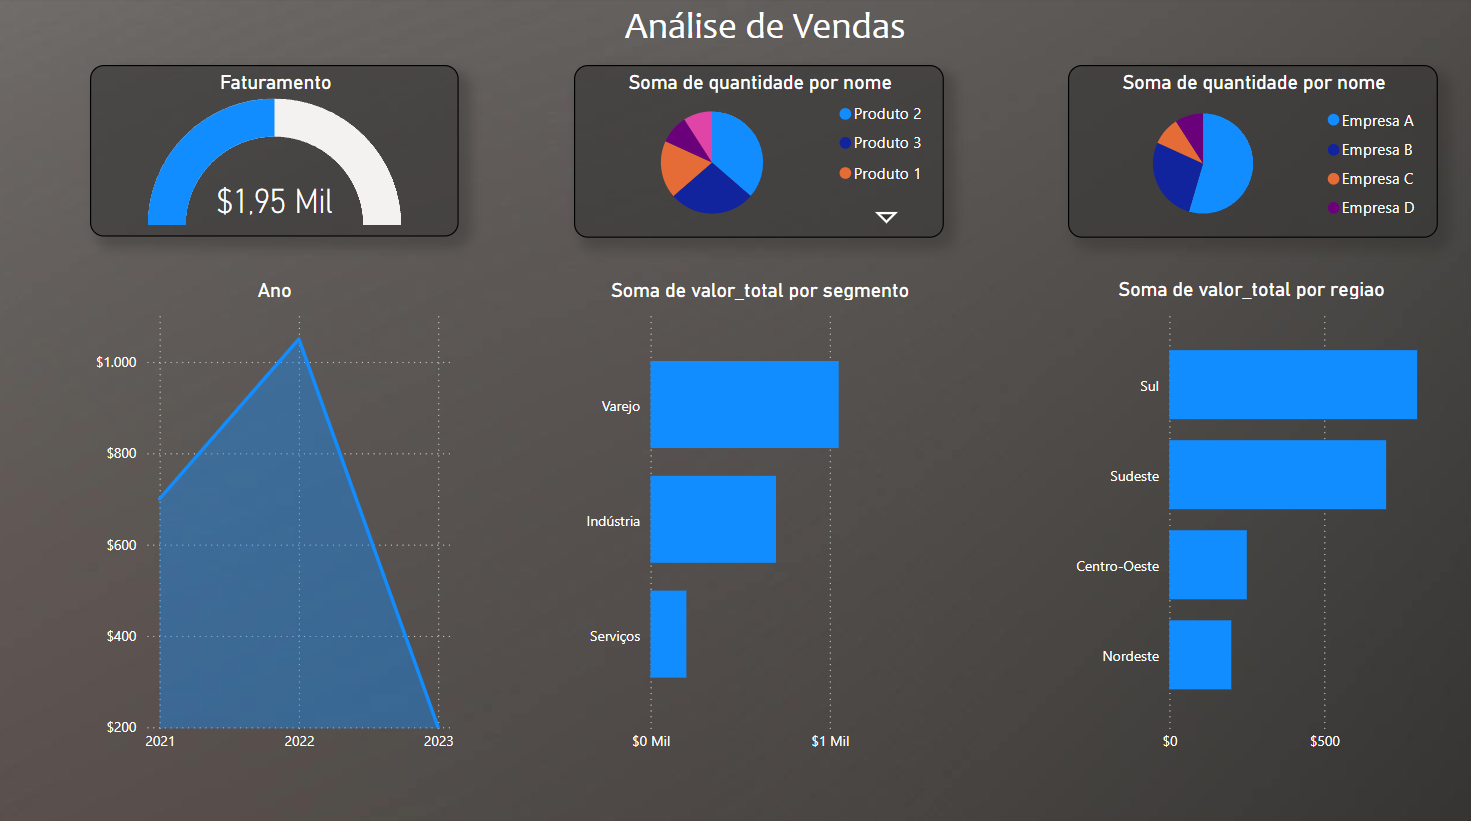 Análise de Vendas
Faturamento
$1,95 Mil
Soma de quantidade por nome
Produto 2
Produto 3
Produto 1
Soma de quantidade por nome
Empresa A
Empresa B
Empresa C
Empresa D
Ano
$1.000
$800
$600
$400
$200
2021 2022 2023
Soma de valor_total por segmento
Varejo
Indústria
Serviços
$0 Mil $1 Mil
Soma de valor_total por regiao
Sul
Sudeste
Centro-Oeste
Nordeste
$0 $500